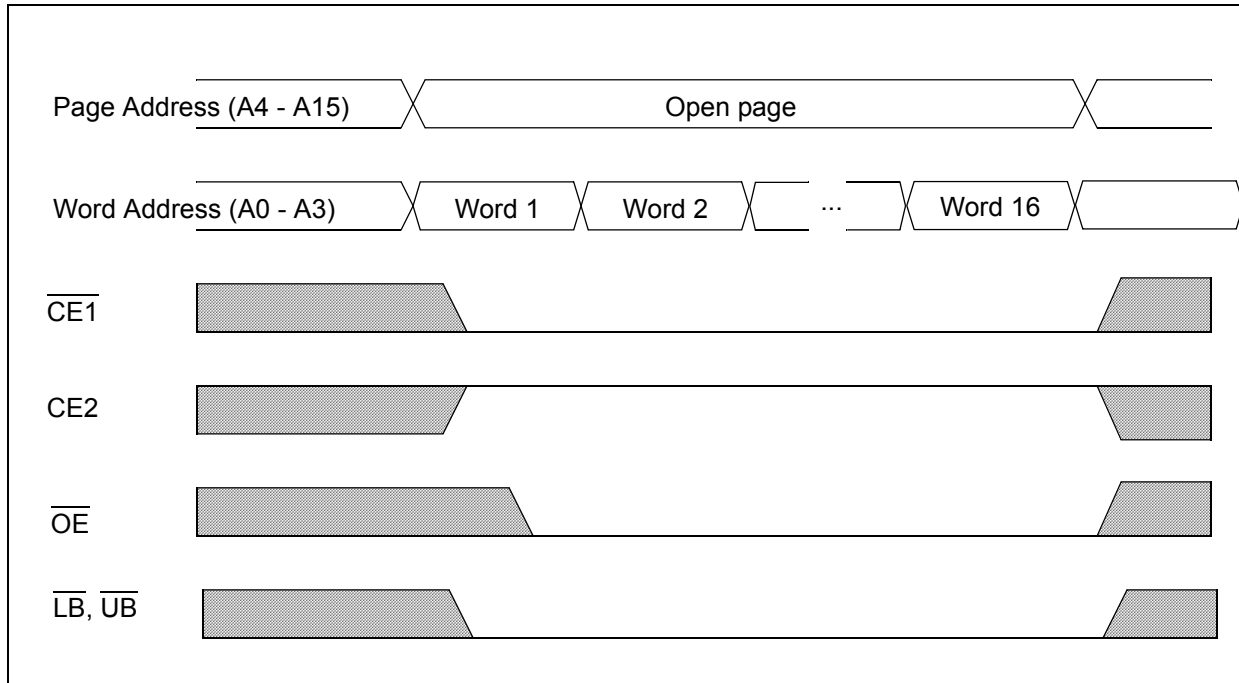 Page Address (A4 - A15) Open page
Word Address (A0 - A3) Word 1 Word 2 ... Word 16
CE1
CE2
OE
LB, UB